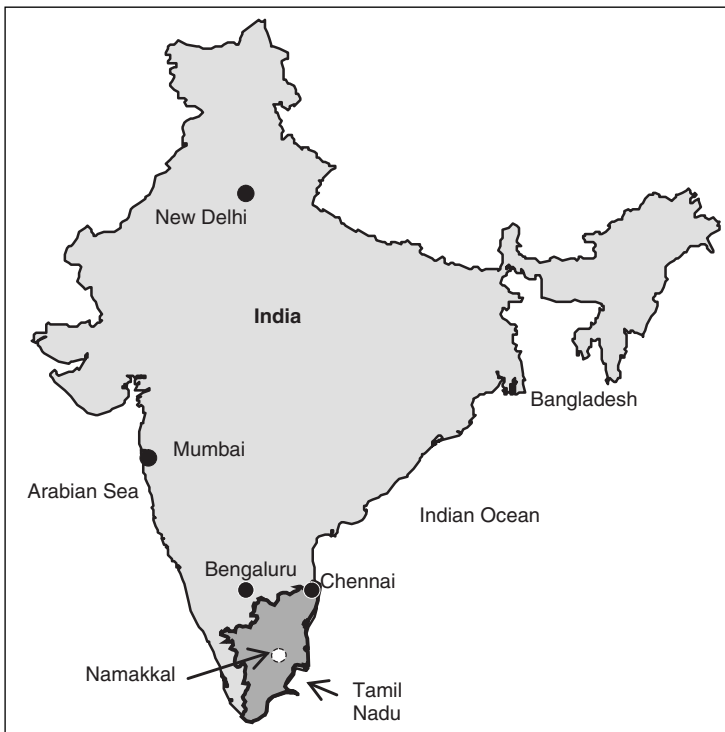 New Delhi
India
Bangladesh
Mumbai
Arabian Sea
Indian Ocean
Bengaluru
Chennai
Namakkal
Tamil
Nadu